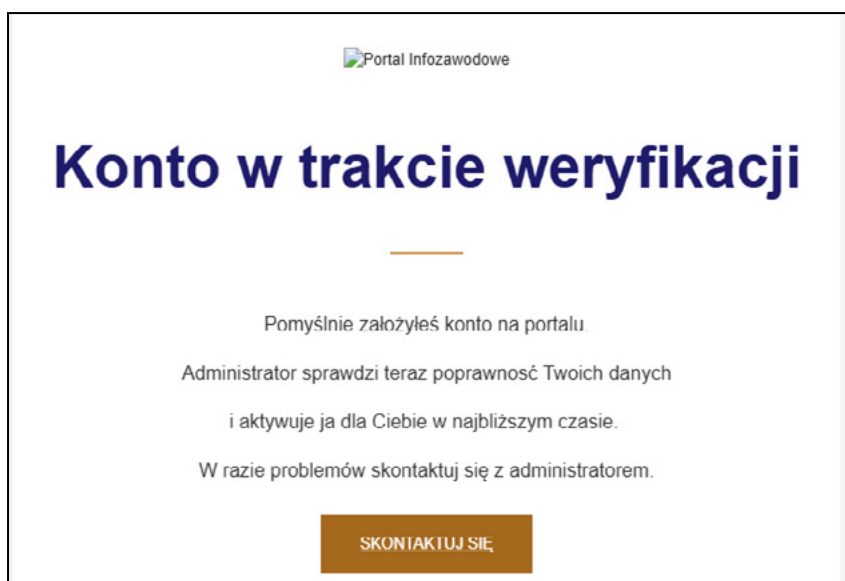 Portal Infozawodowe
Konto w trakcie weryfikacji
Pomyślnie założyłeś konto na portalu.
Administrator sprawdzi teraz poprawnosć Twoich danych
i aktywuje ja dla Ciebie w najbliższym czasie.
W razie problemów skontaktuj się z administratorem.
SKONTAKTUJ SIĘ